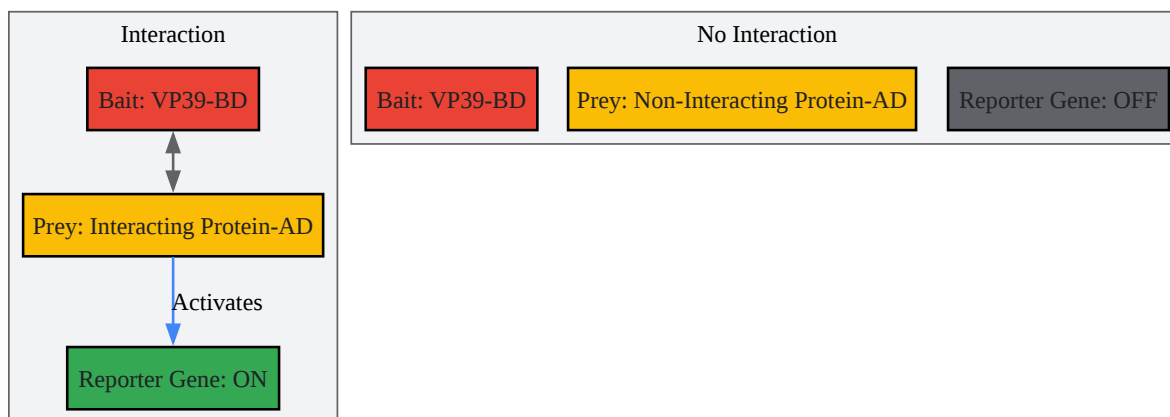 Interaction
Bait: VP39-BD
Prey: Interacting Protein-AD
Activates
Reporter Gene: ON
No Interaction
Bait: VP39-BD
Prey: Non-Interacting Protein-AD
Reporter Gene: OFF